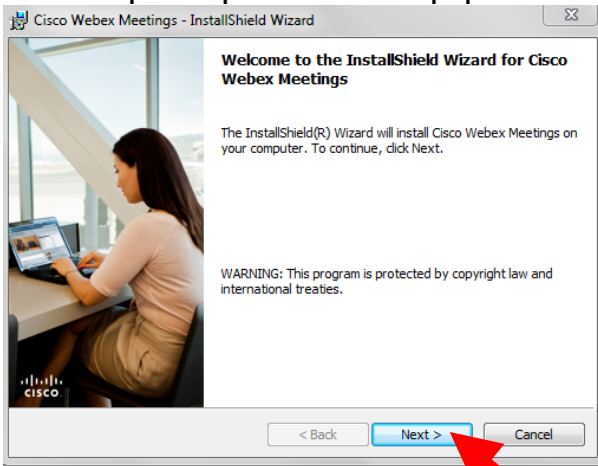 Cisco Webex Meetings - InstallShield Wizard
Welcome to the InstallShield Wizard for Cisco
Webex Meetings
The InstallShield(R) Wizard will install Cisco Webex Meetings on
your computer. To continue, click Next.
WARNING: This program is protected by copyright law and
international treaties.
CISCO
< Back
Next >
Cancel